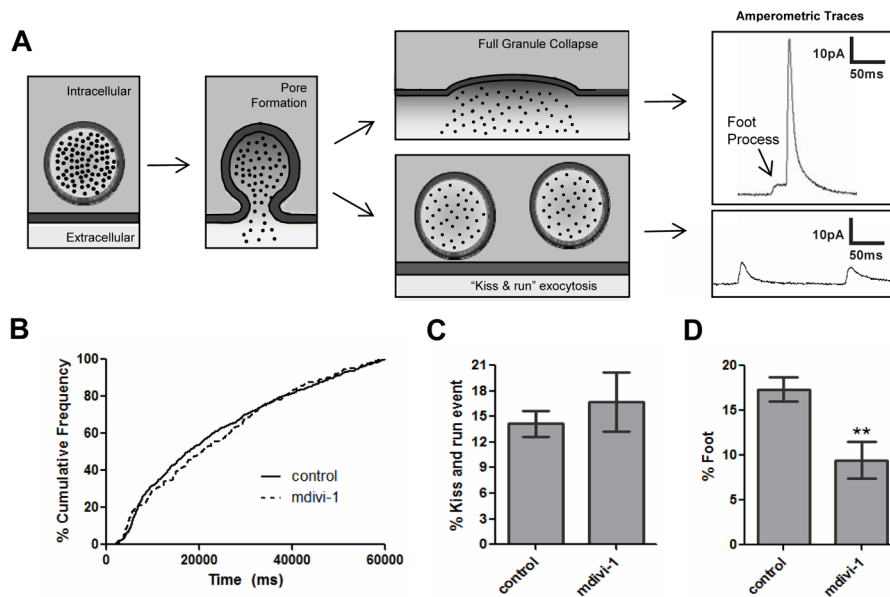 A
Amperometric Traces
Intracellular
Extracellular
Pore
Formation
Full Granule Collapse
"Kiss & run" exocytosis
Foot
Process
10pA
50ms
10pA
50ms
B
% Cumulative Frequency
100
80
60
40
20
0
control
mdivi-1
0
20000
40000
60000
Time (ms)
C
% Kiss and run event
21
18
15
12
9
6
3
0
control
mdivi-1
D
% Foot
20
15
10
5
0
**
control
mdivi-1